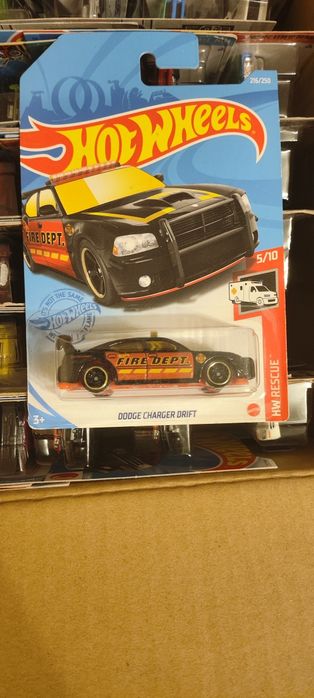 216/250
HOT WHEELS
FIRE DEPT.
5/10
IT'S NOT THE SAME
HOT WHEELS
FIRE DEPT.
HW RESCUE
3+
DODGE CHARGER DRIFT